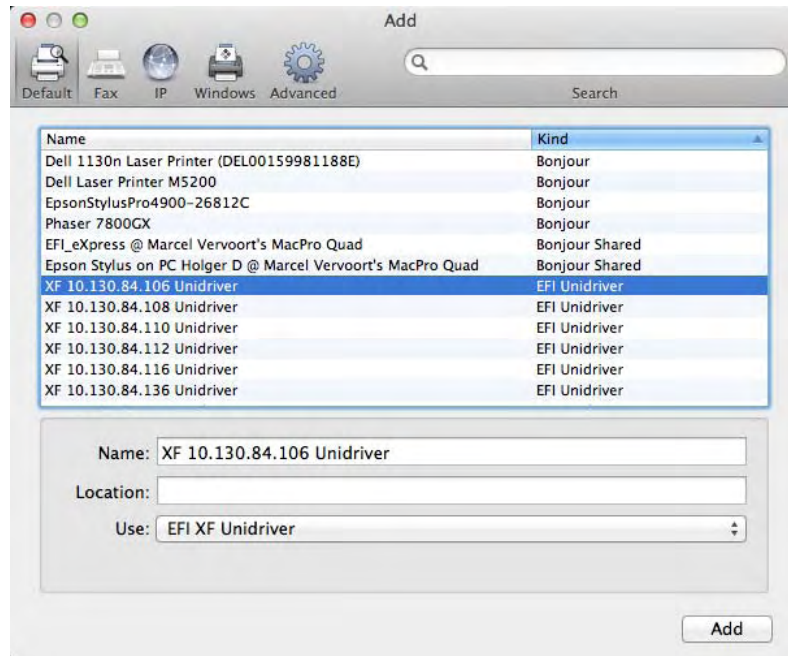 Add
Default Fax IP Windows Advanced Search
Name Kind
Dell 1130n Laser Printer (DEL00159981188E) Bonjour
Dell Laser Printer M5200 Bonjour
EpsonStylusPro4900-26812C Bonjour
Phaser 7800GX Bonjour
EFI_eXpress @ Marcel Vervoort's MacPro Quad Bonjour Shared
Epson Stylus on PC Holger D @ Marcel Vervoort's MacPro Quad Bonjour Shared
XF 10.130.84.106 Unidriver EFI Unidriver
XF 10.130.84.108 Unidriver EFI Unidriver
XF 10.130.84.110 Unidriver EFI Unidriver
XF 10.130.84.112 Unidriver EFI Unidriver
XF 10.130.84.116 Unidriver EFI Unidriver
XF 10.130.84.136 Unidriver EFI Unidriver
Name: XF 10.130.84.106 Unidriver
Location:
Use: EFI XF Unidriver
Add